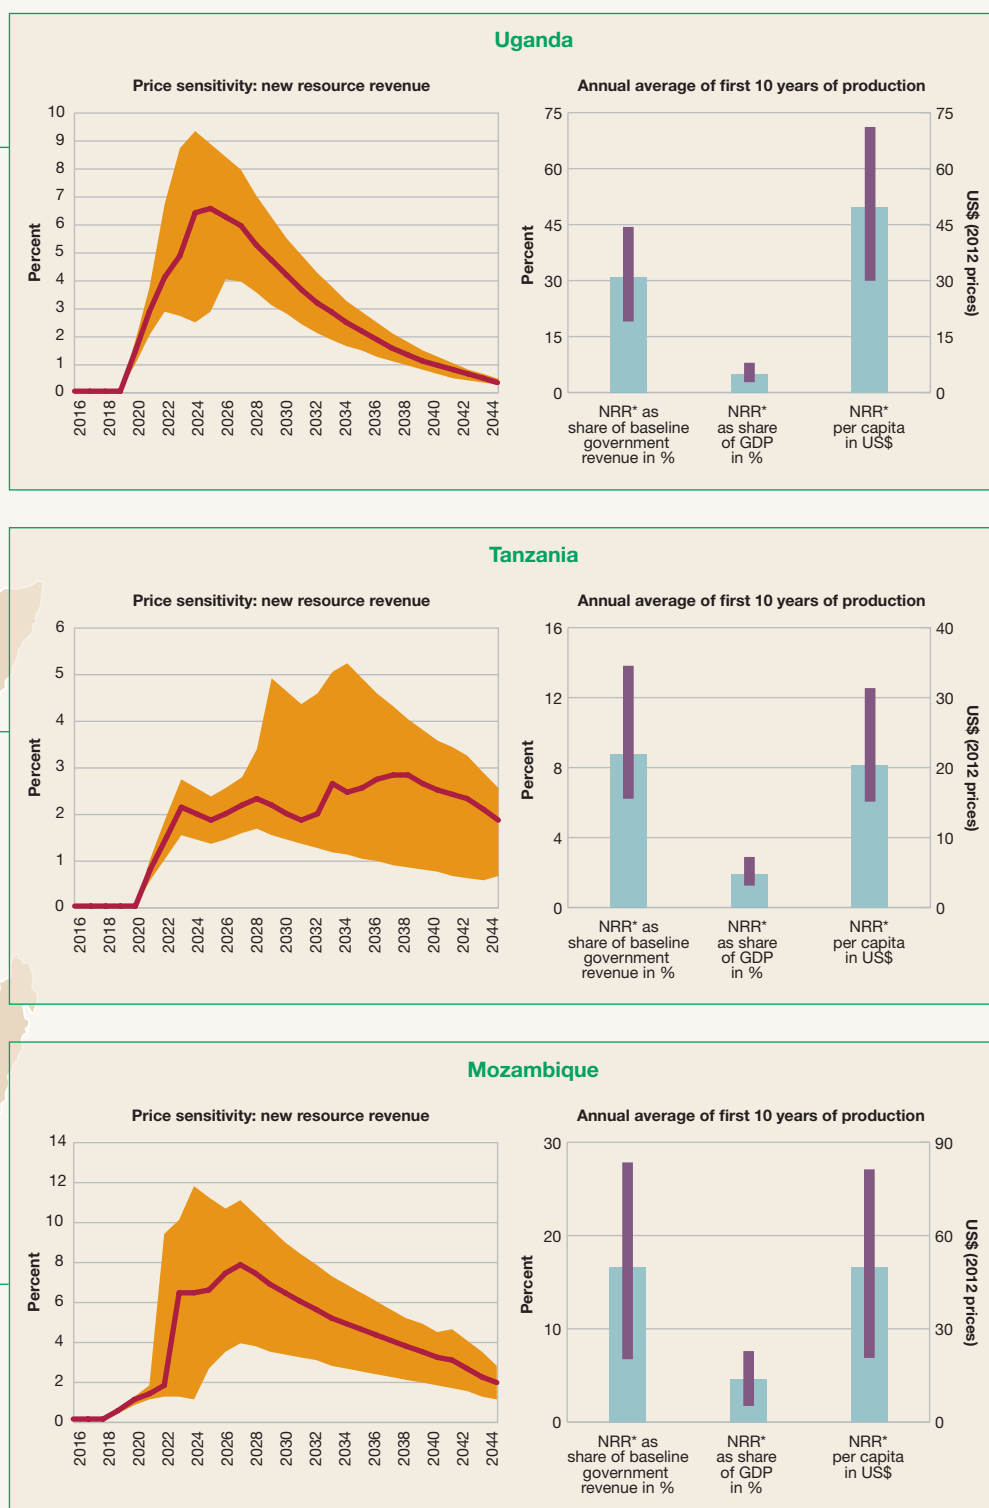 Uganda
Price sensitivity: new resource revenue
Percent
10
9
8
7
6
5
4
3
2
1
0
2016
2018
2020
2022
2024
2026
2028
2030
2032
2034
2036
2038
2040
2042
2044
Annual average of first 10 years of production
Percent
75
60
45
30
15
0
75
60
45
30
15
0
US$ (2012 prices)
NRR* as
share of baseline
government
revenue in %
NRR*
as share
of GDP
in %
NRR*
per capita
in US$
Tanzania
Price sensitivity: new resource revenue
Percent
6
5
4
3
2
1
0
2016
2018
2020
2022
2024
2026
2028
2030
2032
2034
2036
2038
2040
2042
2044
Annual average of first 10 years of production
Percent
16
12
8
4
0
40
30
20
10
0
US$ (2012 prices)
NRR* as
share of baseline
government
revenue in %
NRR*
as share
of GDP
in %
NRR*
per capita
in US$
Mozambique
Price sensitivity: new resource revenue
Percent
14
12
10
8
6
4
2
0
2016
2018
2020
2022
2024
2026
2028
2030
2032
2034
2036
2038
2040
2042
2044
Annual average of first 10 years of production
Percent
30
20
10
0
90
60
30
0
US$ (2012 prices)
NRR* as
share of baseline
government
revenue in %
NRR*
as share
of GDP
in %
NRR*
per capita
in US$